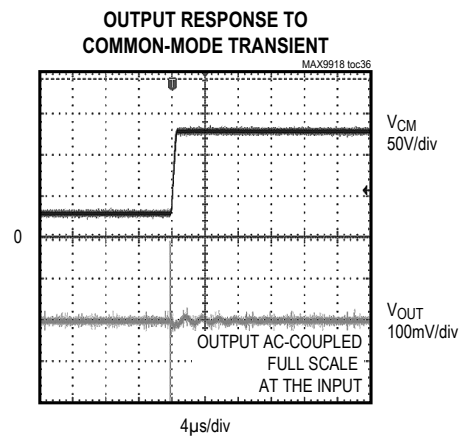 OUTPUT RESPONSE TO
COMMON-MODE TRANSIENT
MAX9918 toc36
VCM
50V/div
0
VOUT
100mV/div
OUTPUT AC-COUPLED
FULL SCALE
AT THE INPUT
4µs/div